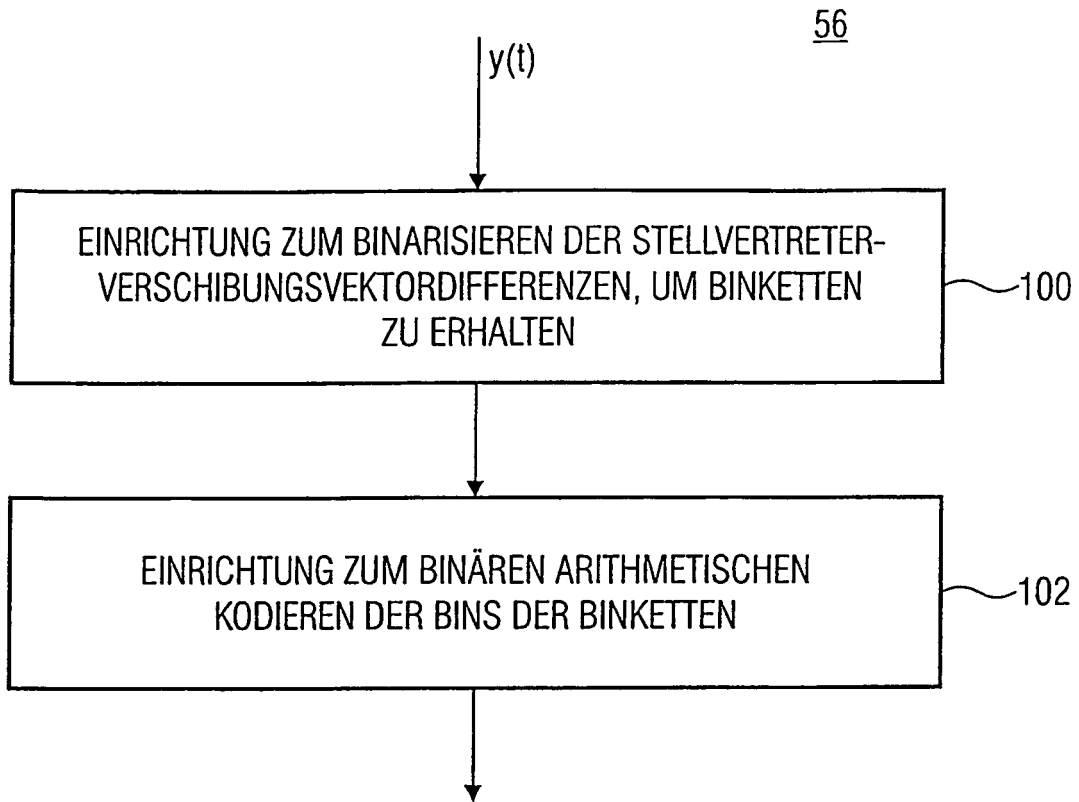 56
y(t)
EINRICHTUNG ZUM BINARISIEREN DER STELLVERTRETER-
VERSCHIBUNGSVEKTORDIFFERENZEN, UM BINKETTEN
ZU ERHALTEN
100
EINRICHTUNG ZUM BINÄREN ARITHMETISCHEN
KODIEREN DER BINS DER BINKETTEN
102